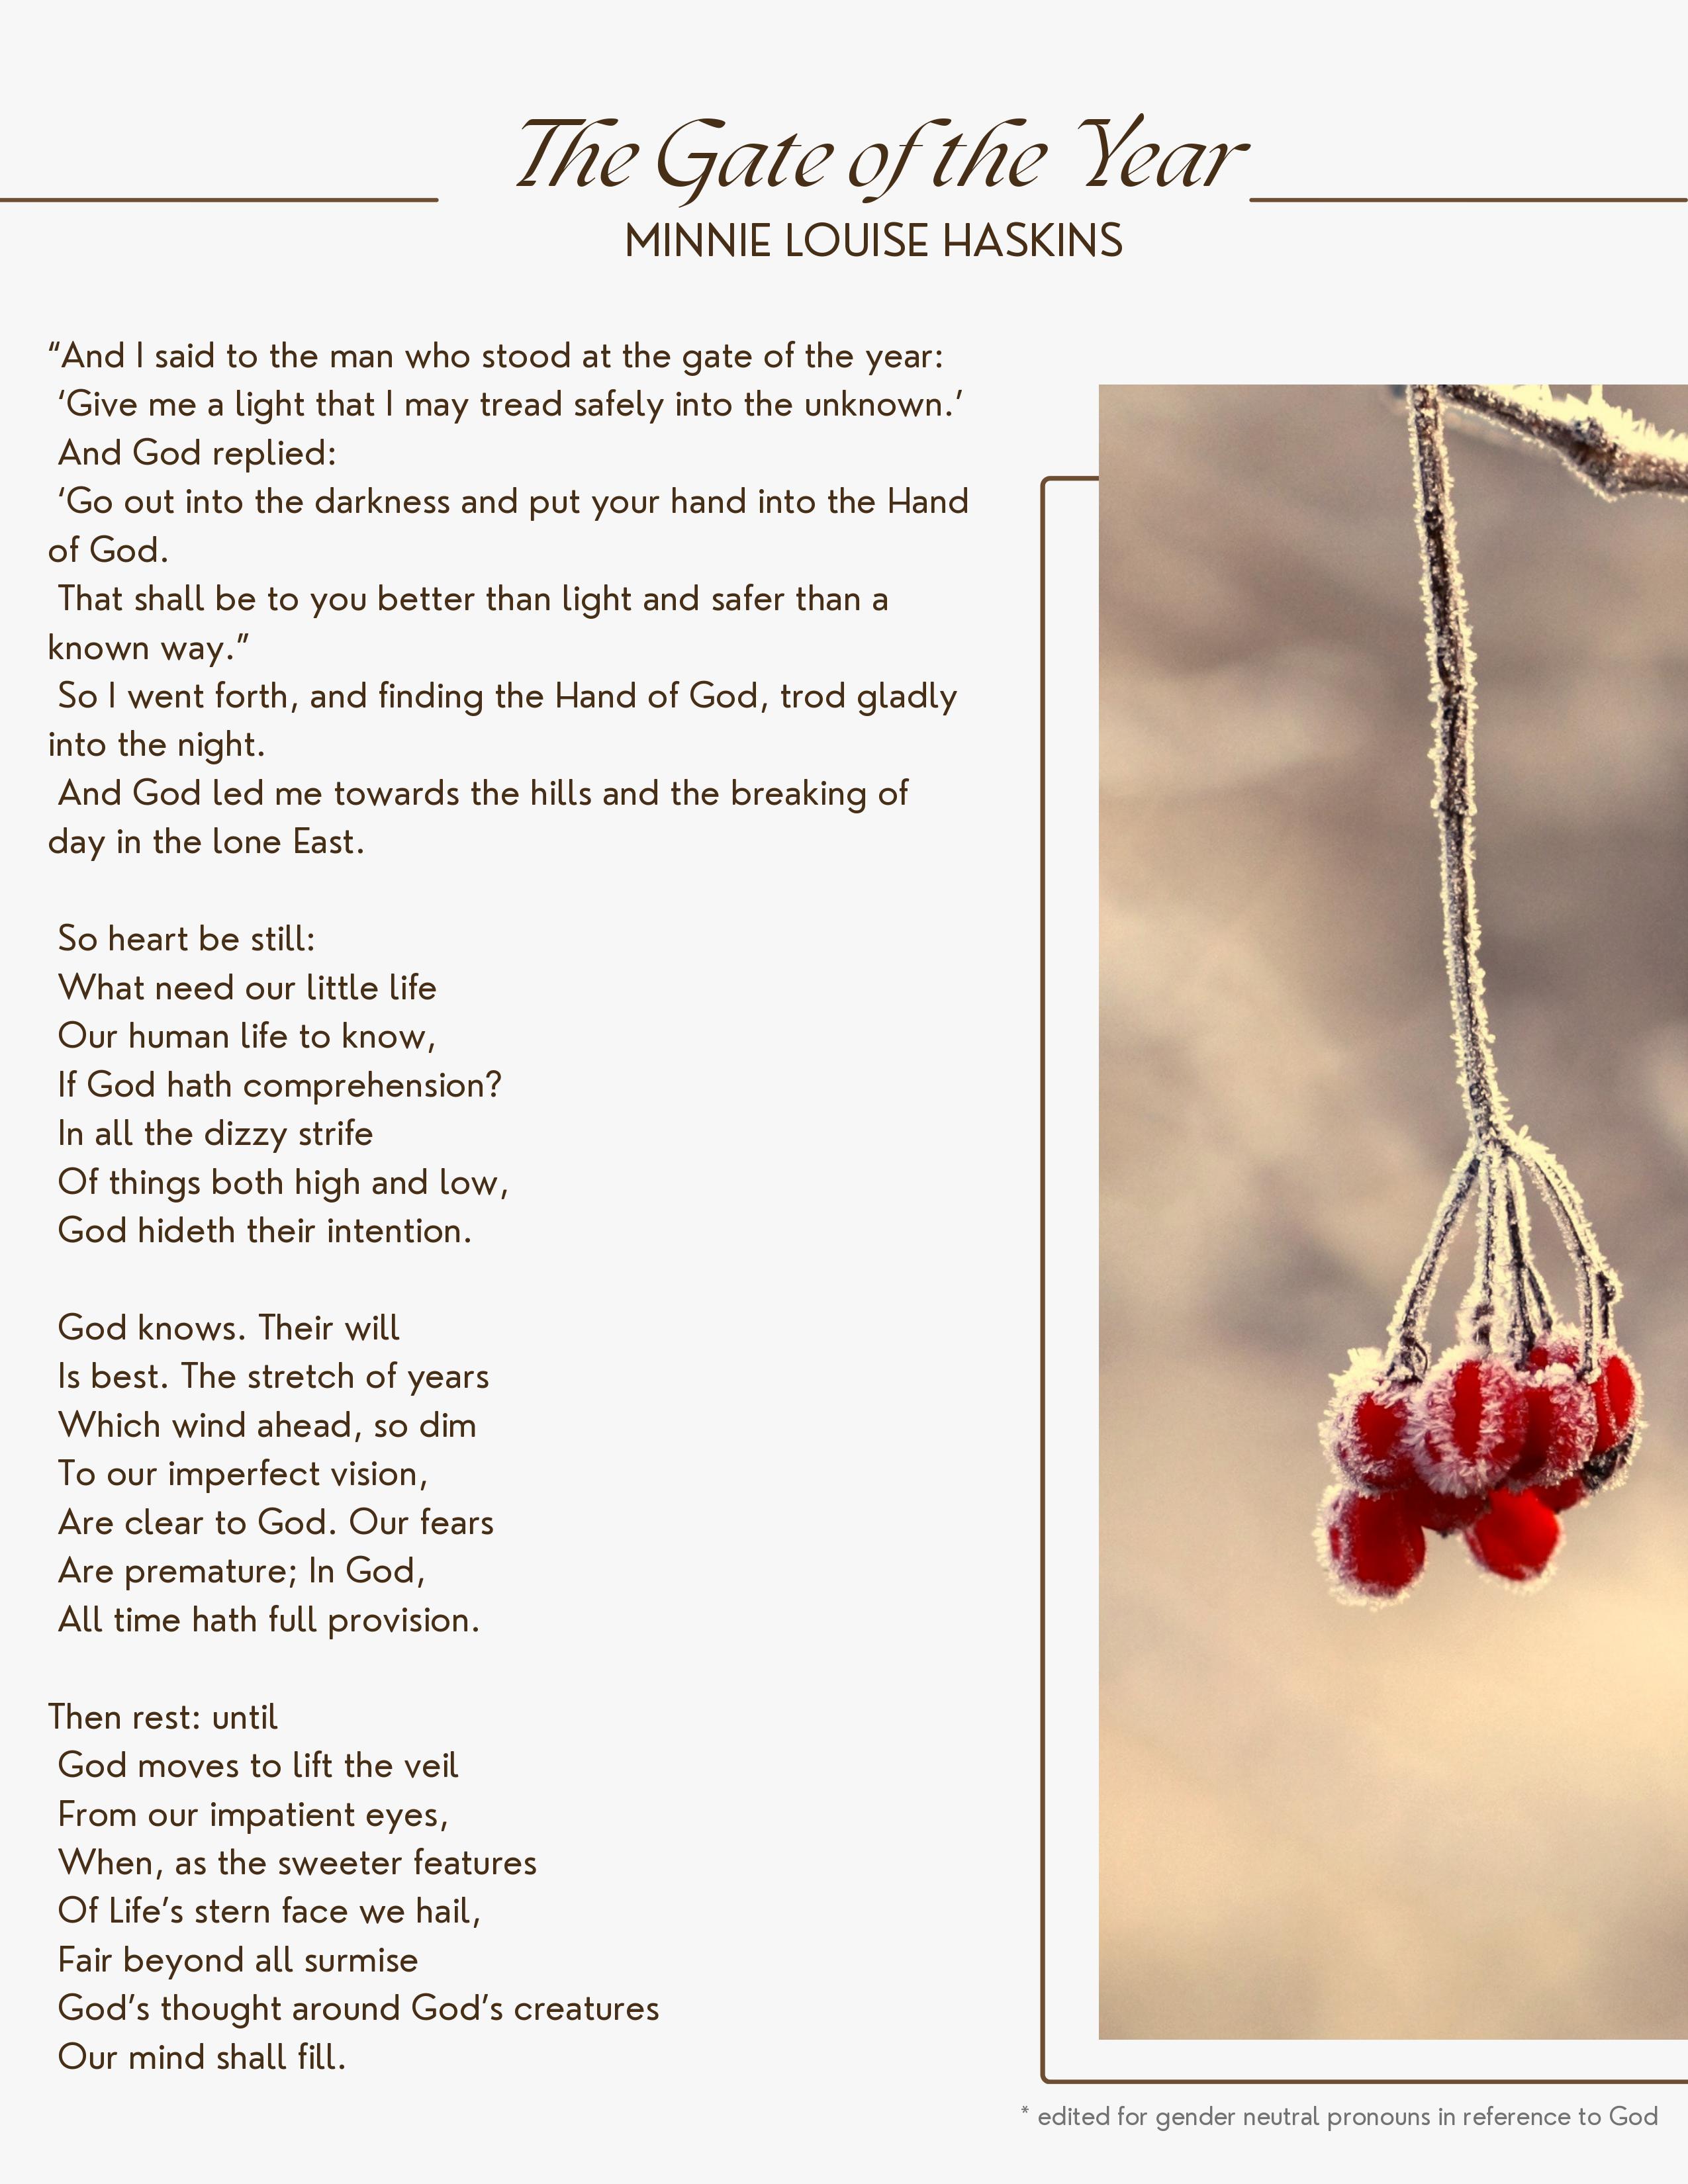 The Gate of the Year
MINNIE LOUISE HASKINS
“And I said to the man who stood at the gate of the year:
‘Give me a light that I may tread safely into the unknown.’
And God replied:
‘Go out into the darkness and put your hand into the Hand
of God.
That shall be to you better than light and safer than a
known way.”
So I went forth, and finding the Hand of God, trod gladly
into the night.
And God led me towards the hills and the breaking of
day in the lone East.
So heart be still:
What need our little life
Our human life to know,
If God hath comprehension?
In all the dizzy strife
Of things both high and low,
God hideth their intention.
God knows. Their will
Is best. The stretch of years
Which wind ahead, so dim
To our imperfect vision,
Are clear to God. Our fears
Are premature; In God,
All time hath full provision.
Then rest: until
God moves to lift the veil
From our impatient eyes,
When, as the sweeter features
Of Life’s stern face we hail,
Fair beyond all surmise
God’s thought around God’s creatures
Our mind shall fill.
* edited for gender neutral pronouns in reference to God